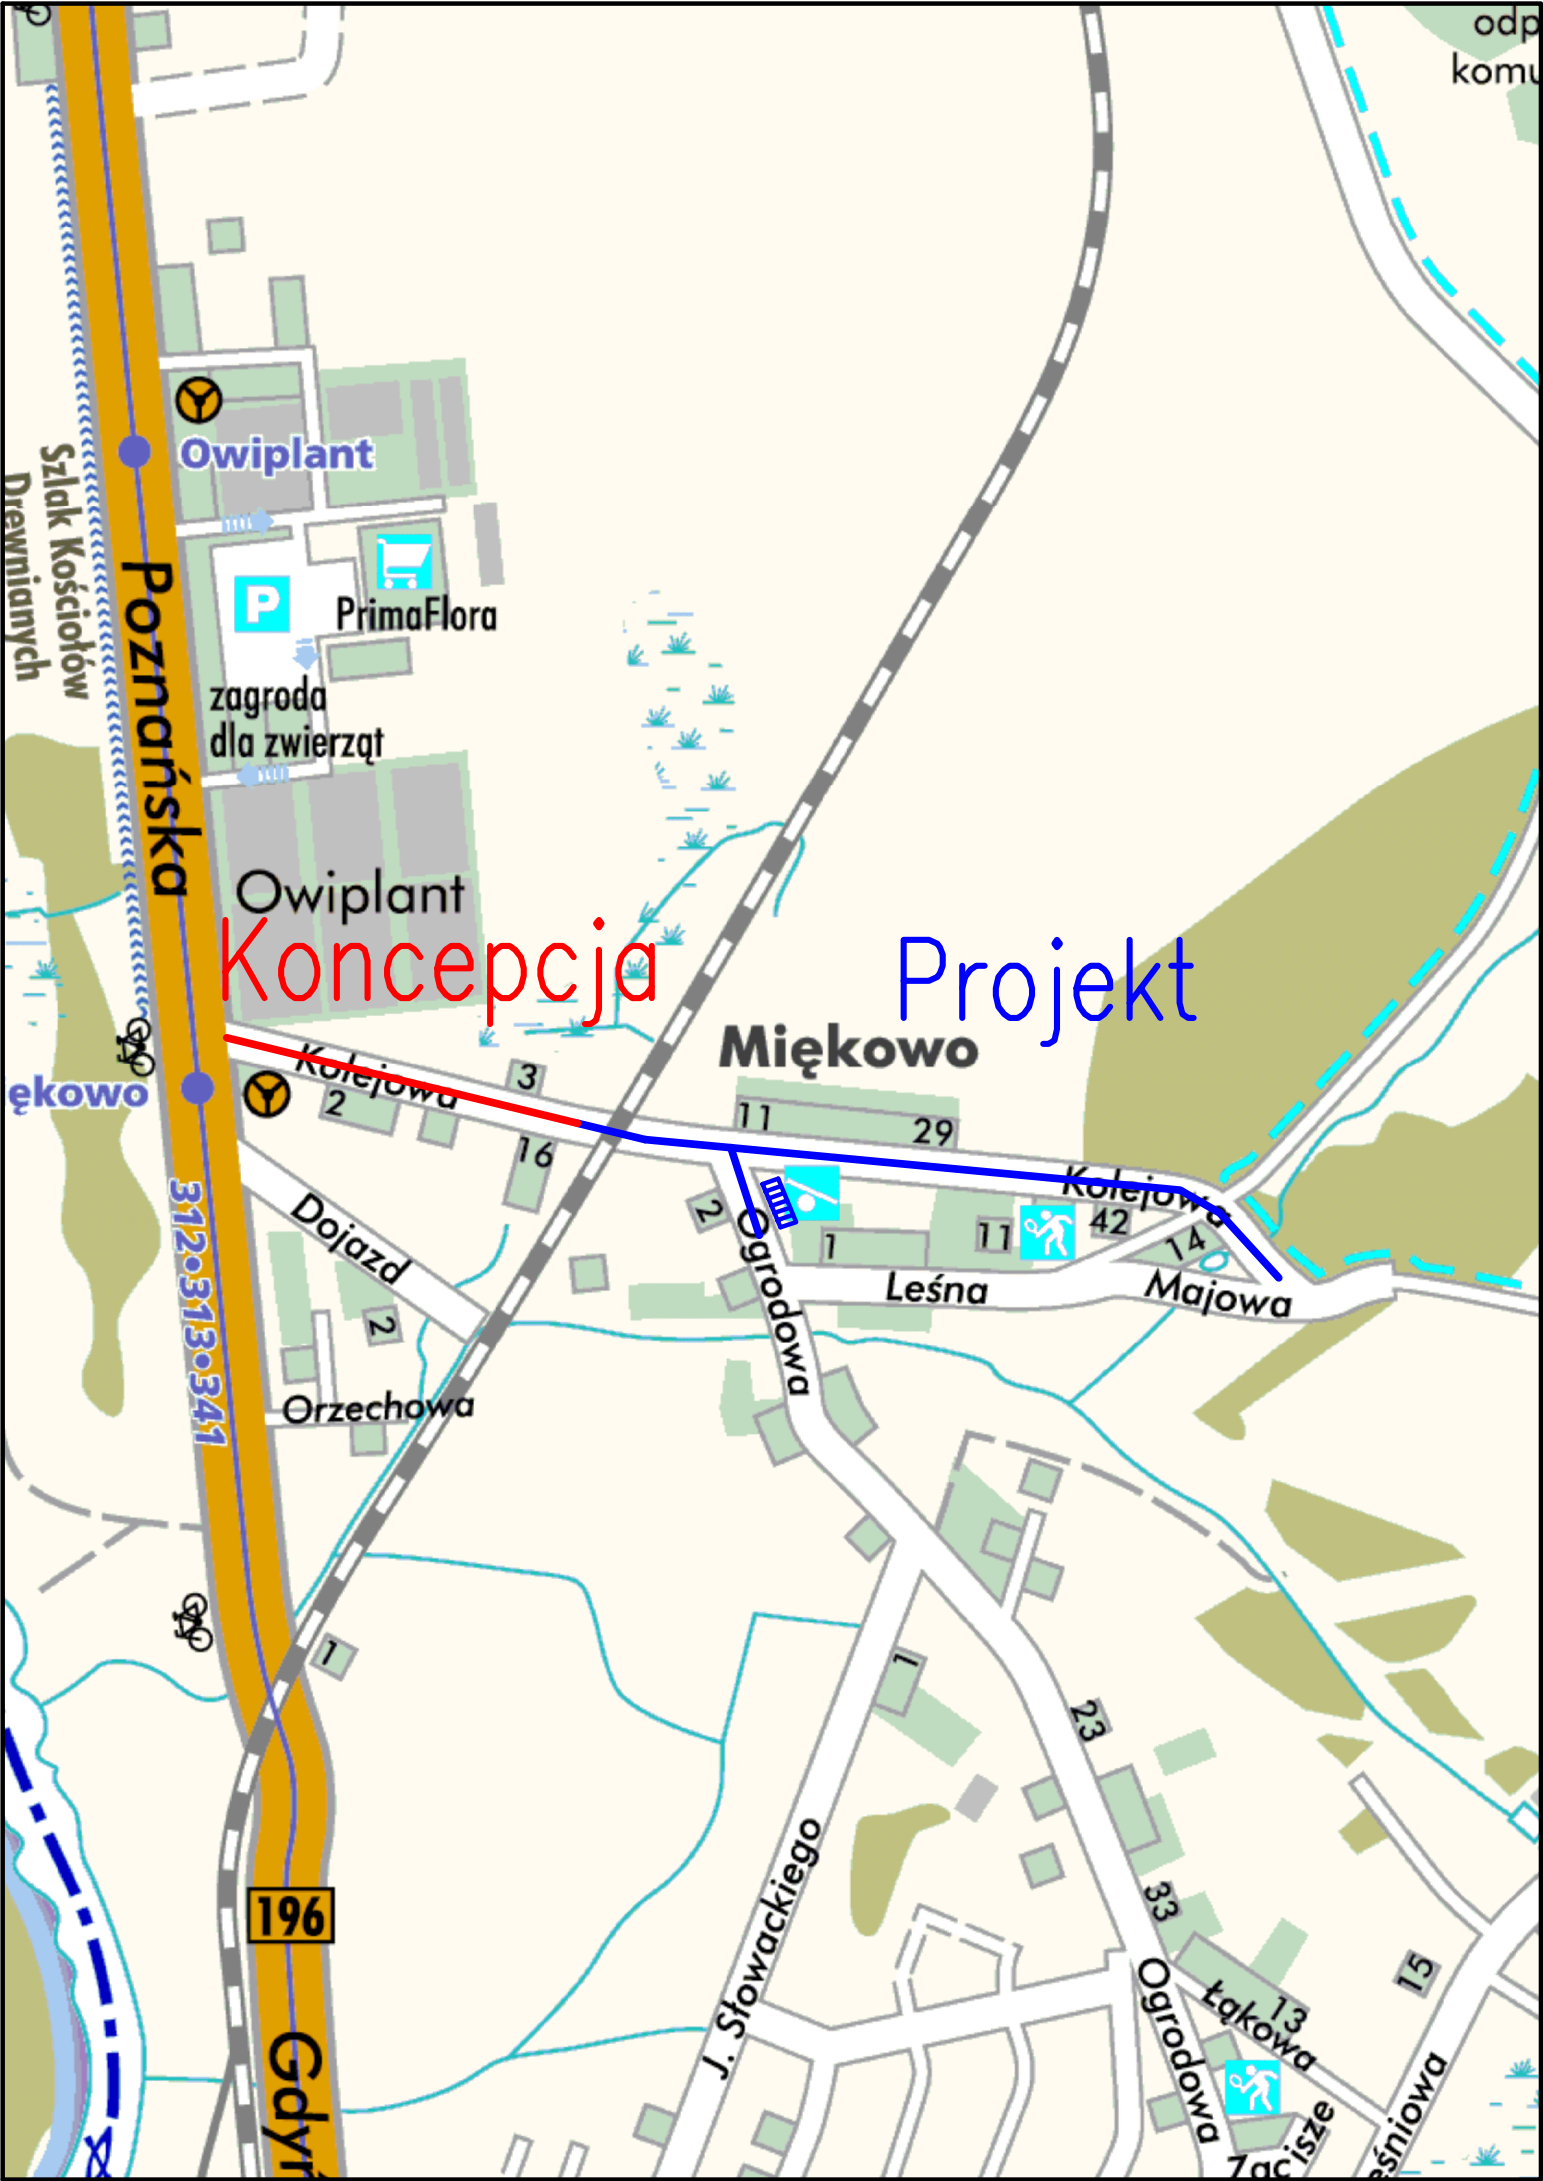 odp
komu
Owiplant
Szlak Kościołów
Drewnianych
Poznańska
P
PrimaFlora
zagroda
dla zwierząt
Owiplant
Koncepcja
Projekt
Miękowo
ękowo
Kolejowa
3
2
16
11
29
Kolejowa
2
1
11
42
14
Dojazd
Ogrodowa
Leśna
Majowa
312•313•341
2
Orzechowa
1
1
23
J. Słowackiego
33
196
Ogrodowa
Łąkowa
13
15
Gdyń
Zacisze
eśniowa